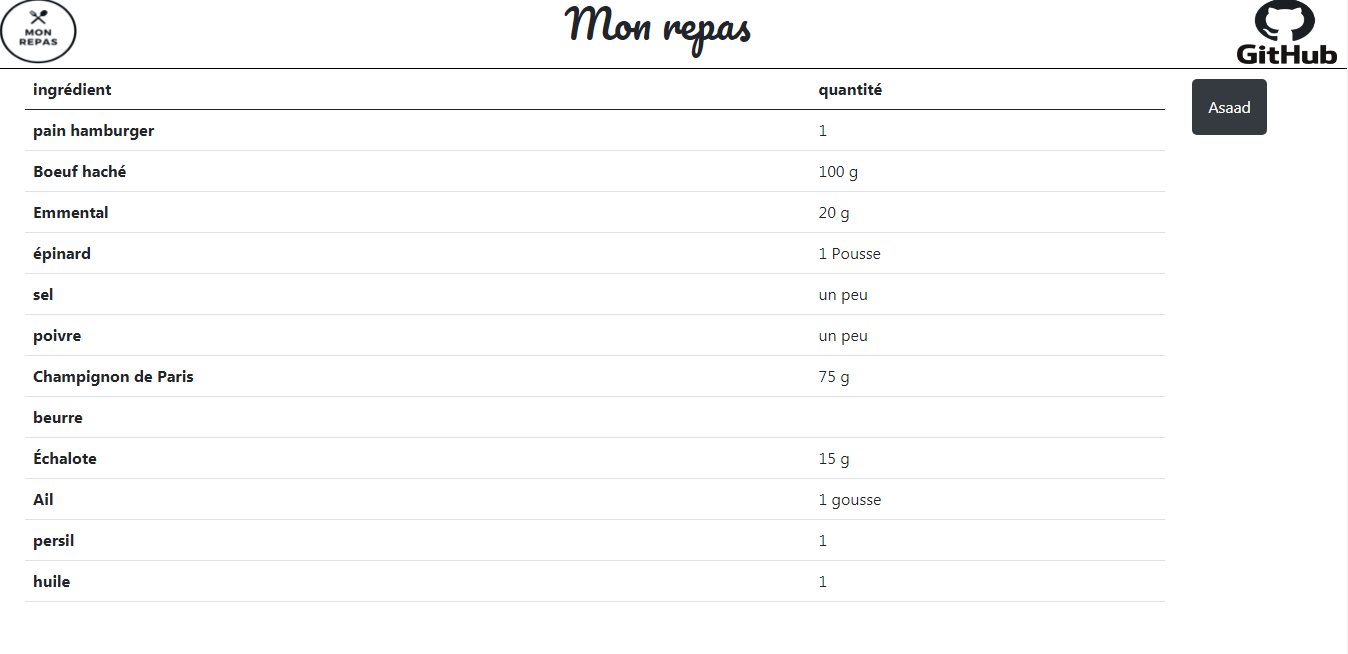 MON
REPAS
Mon repas
GitHub
ingrédient quantité
Asaad
pain hamburger 1
Boeuf haché 100 g
Emmental 20 g
épinard 1 Pousse
sel un peu
poivre un peu
Champignon de Paris 75 g
beurre
Échalote 15 g
Ail 1 gousse
persil 1
huile 1